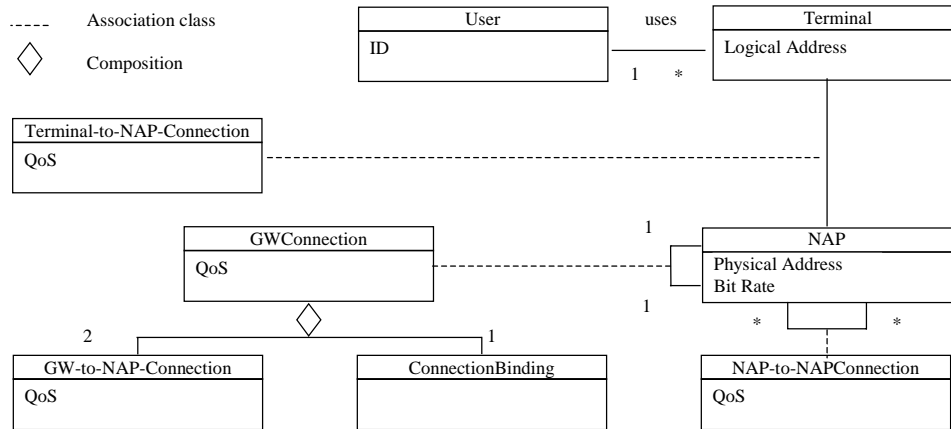 Association class
Composition
User
ID
uses
1
*
Terminal
Logical Address
Terminal-to-NAP-Connection
QoS
GWConnection
QoS
1
1
NAP
Physical Address
Bit Rate
*
*
2
1
GW-to-NAP-Connection
QoS
ConnectionBinding
NAP-to-NAPConnection
QoS